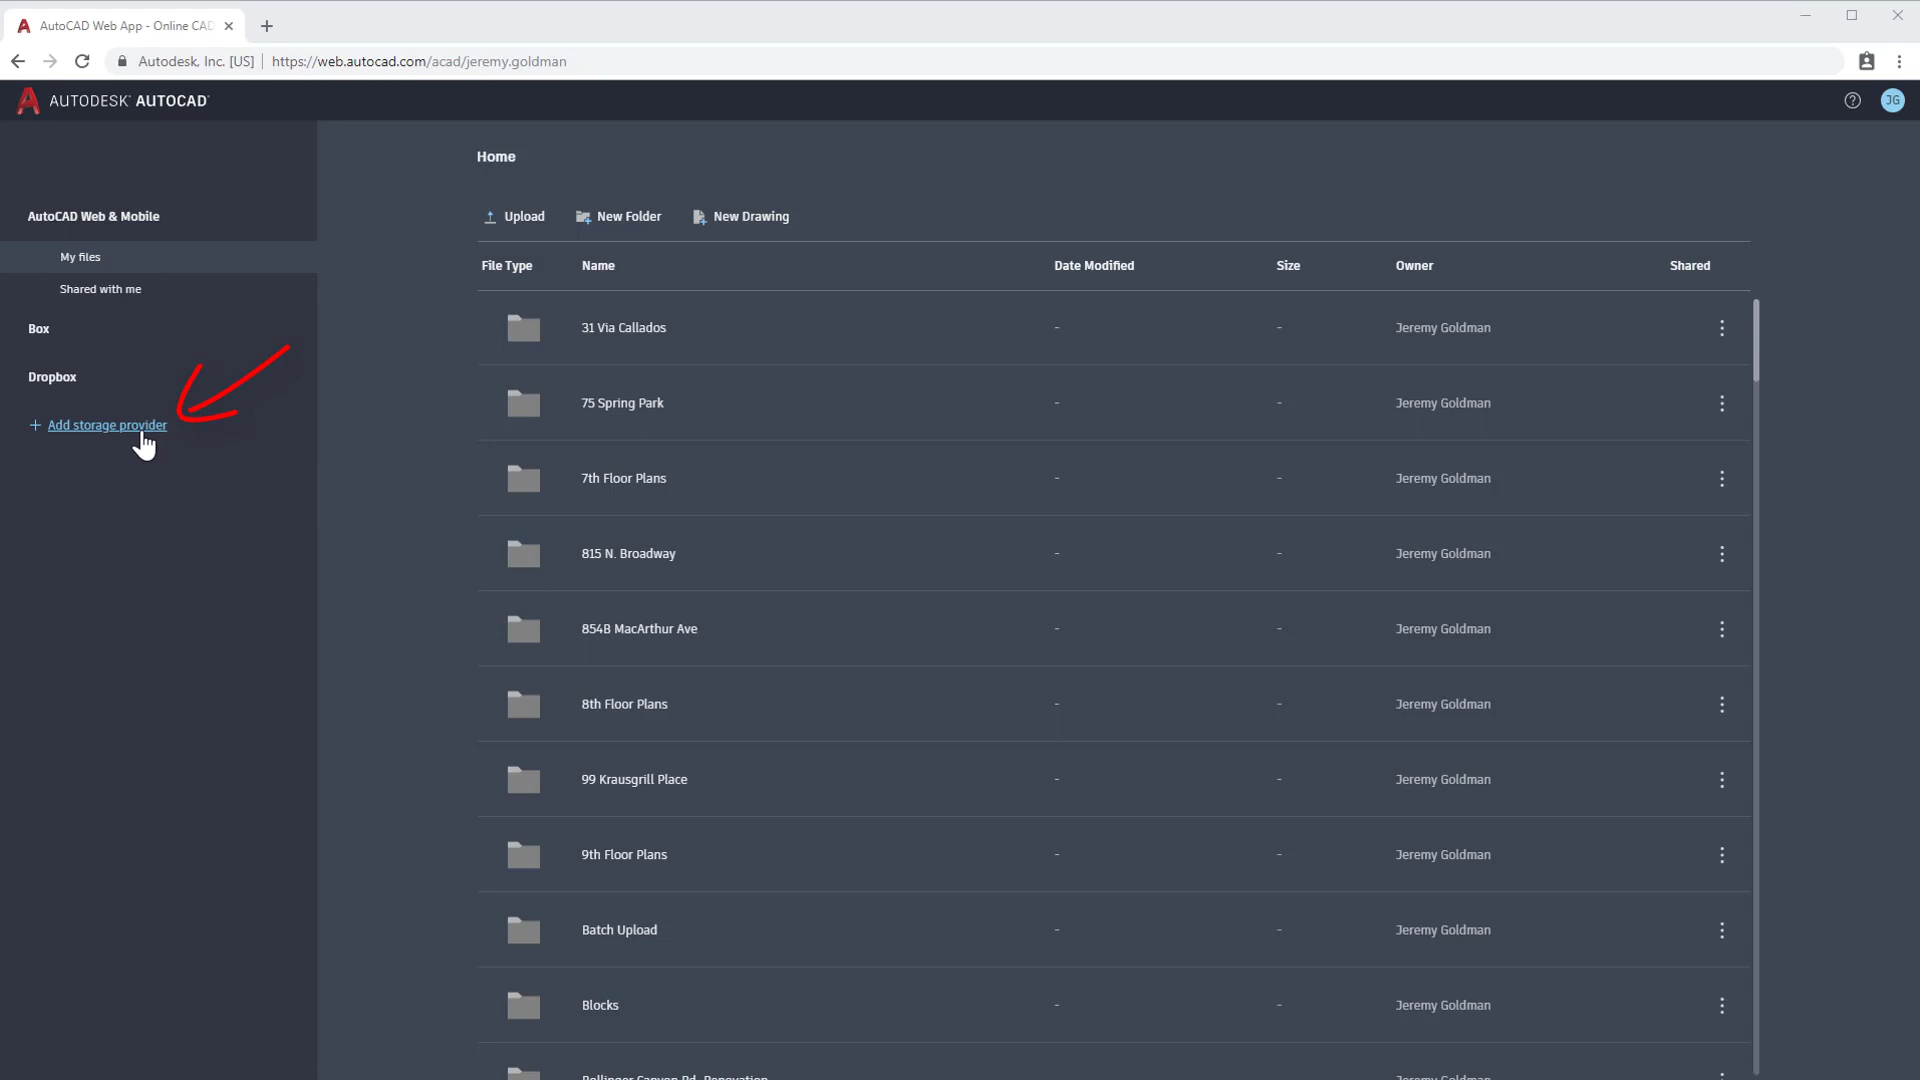 AutoCAD Web App - Online CAD
Autodesk, Inc. [US] https://web.autocad.com/acad/jeremy.goldman
AUTODESK AUTOCAD
JG
AutoCAD Web & Mobile
My files
Shared with me
Box
Dropbox
+ Add storage provider
Home
Upload New Folder New Drawing
File Type Name Date Modified Size Owner Shared
31 Via Callados - - Jeremy Goldman
75 Spring Park - - Jeremy Goldman
7th Floor Plans - - Jeremy Goldman
815 N. Broadway - - Jeremy Goldman
854B MacArthur Ave - - Jeremy Goldman
8th Floor Plans - - Jeremy Goldman
99 Krausgrill Place - - Jeremy Goldman
9th Floor Plans - - Jeremy Goldman
Batch Upload - - Jeremy Goldman
Blocks - - Jeremy Goldman
Bollinger Canyon Rd. Renovation Jeremy Goldman